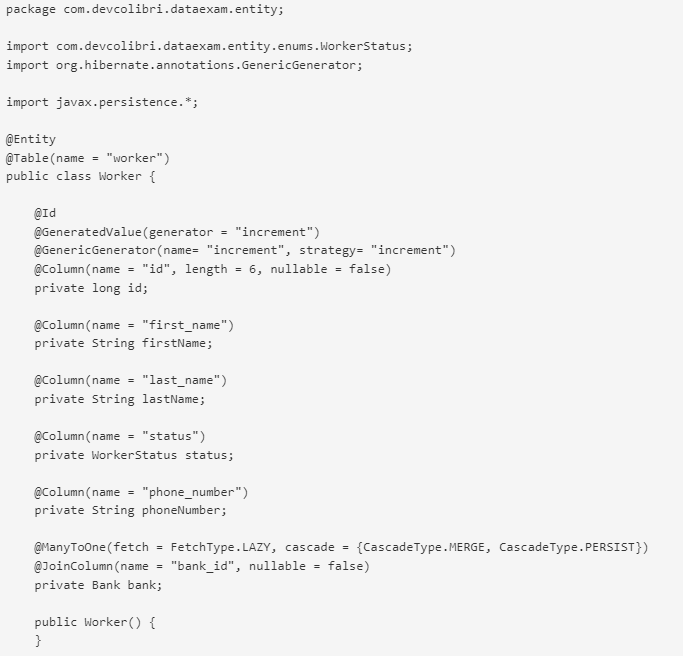 package com.devcolibri.dataexam.entity;

import com.devcolibri.dataexam.entity.enums.WorkerStatus;
import org.hibernate.annotations.GenericGenerator;

import javax.persistence.*;

@Entity
@Table(name = "worker")
public class Worker {

    @Id
    @GeneratedValue(generator = "increment")
    @GenericGenerator(name= "increment", strategy= "increment")
    @Column(name = "id", length = 6, nullable = false)
    private long id;

    @Column(name = "first_name")
    private String firstName;

    @Column(name = "last_name")
    private String lastName;

    @Column(name = "status")
    private WorkerStatus status;

    @Column(name = "phone_number")
    private String phoneNumber;

    @ManyToOne(fetch = FetchType.LAZY, cascade = {CascadeType.MERGE, CascadeType.PERSIST})
    @JoinColumn(name = "bank_id", nullable = false)
    private Bank bank;

    public Worker() {
    }